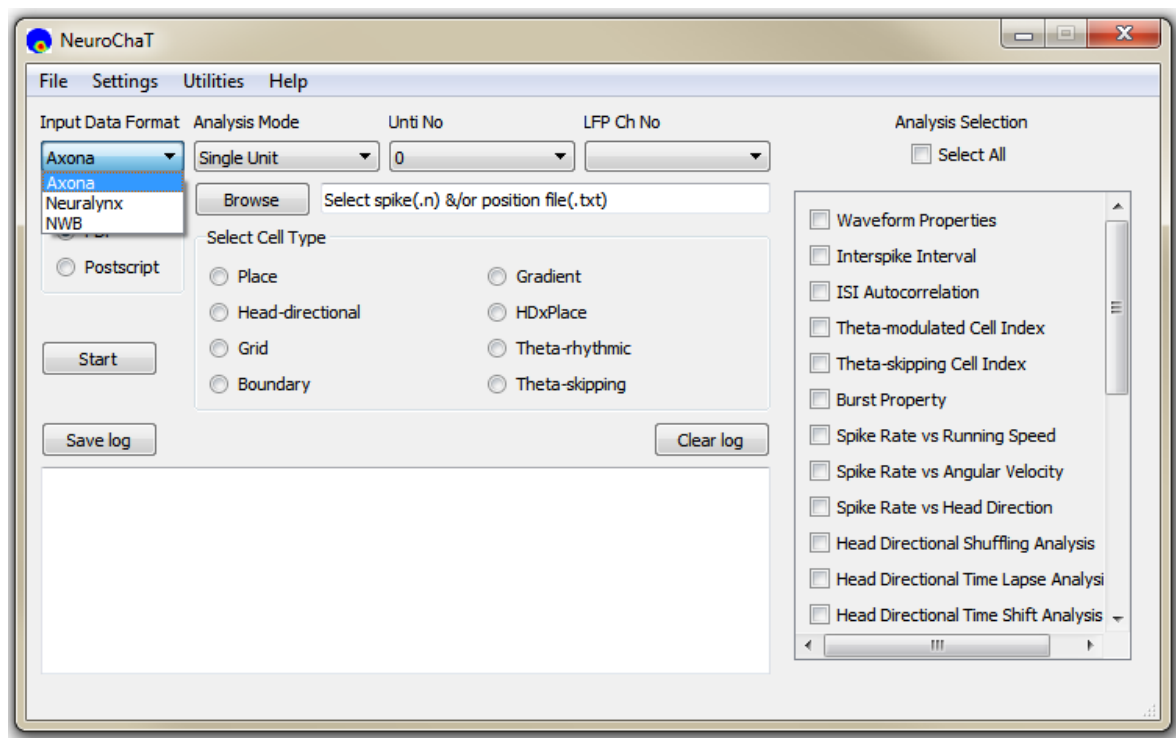 NeuroChaT
File Settings Utilities Help
Input Data Format Analysis Mode Unti No LFP Ch No Analysis Selection
Axona Single Unit 0 Select All
Axona
Neuralynx
NWB
Browse Select spike(.n) &/or position file(.txt)
Postscript
Start
Select Cell Type
Place Gradient
Head-directional HDxPlace
Grid Theta-rhythmic
Boundary Theta-skipping
Save log Clear log
Waveform Properties
Interspike Interval
ISI Autocorrelation
Theta-modulated Cell Index
Theta-skipping Cell Index
Burst Property
Spike Rate vs Running Speed
Spike Rate vs Angular Velocity
Spike Rate vs Head Direction
Head Directional Shuffling Analysis
Head Directional Time Lapse Analysi
Head Directional Time Shift Analysis